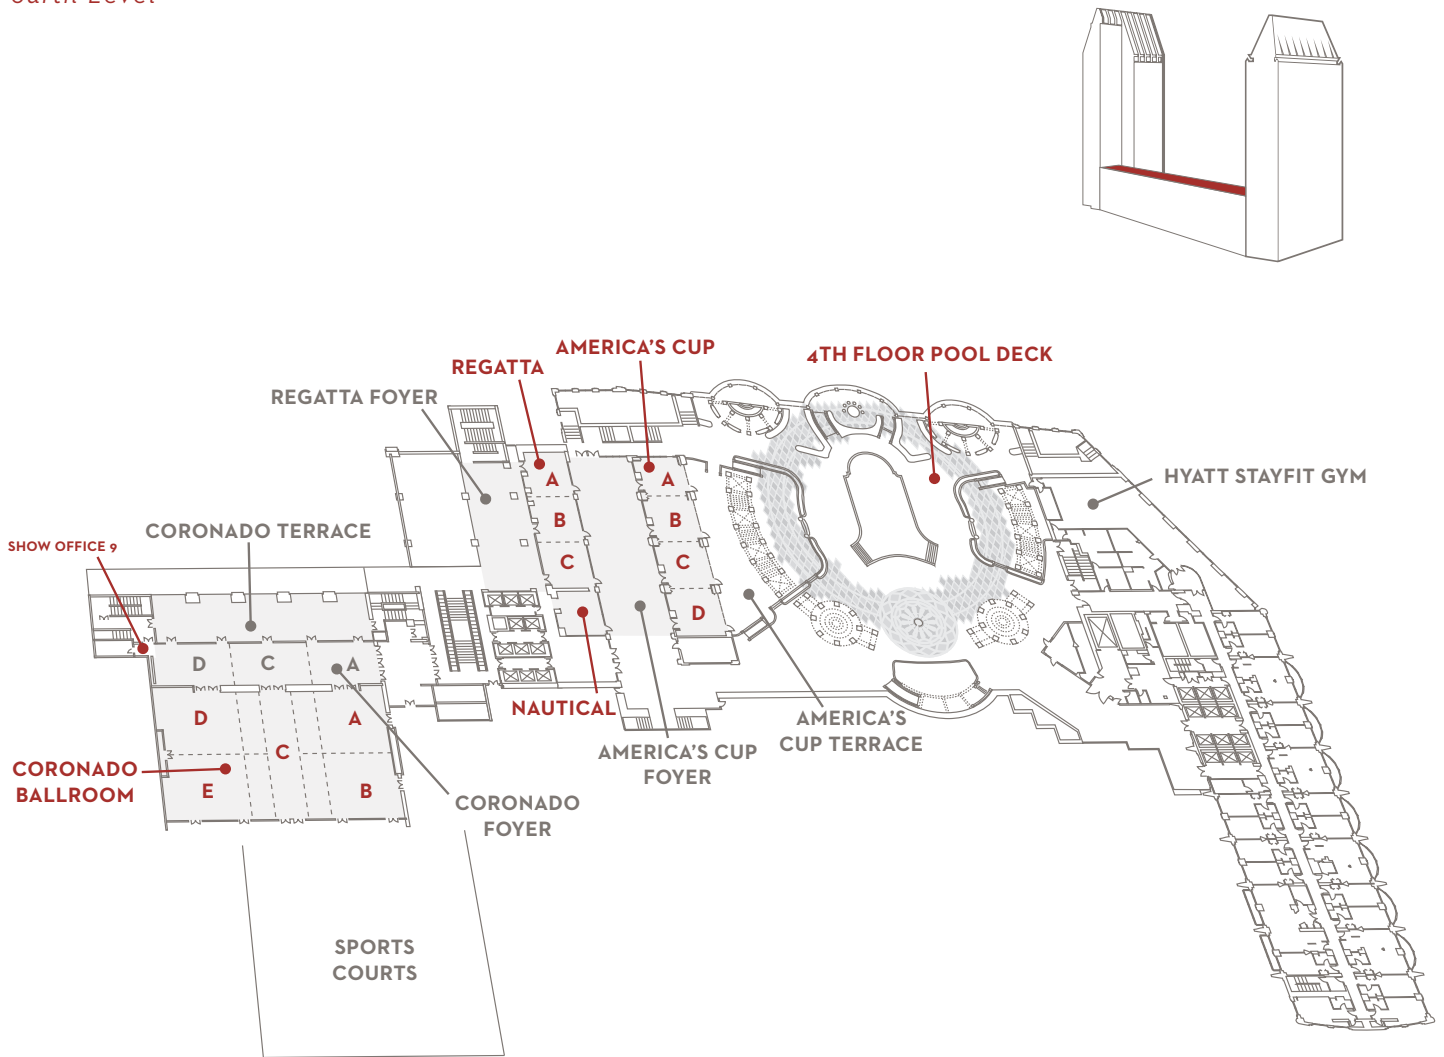 Level
AMERICA'S CUP
4TH FLOOR POOL DECK
REGATTA
REGATTA FOYER
HYATT STAYFIT GYM
A
A
B
B
CORONADO TERRACE
SHOW OFFICE 9
C
C
D
D
C
A
NAUTICAL
D
A
AMERICA'S
CUP TERRACE
C
AMERICA'S CUP
FOYER
CORONADO
BALLROOM
E
B
CORONADO
FOYER
SPORTS
COURTS